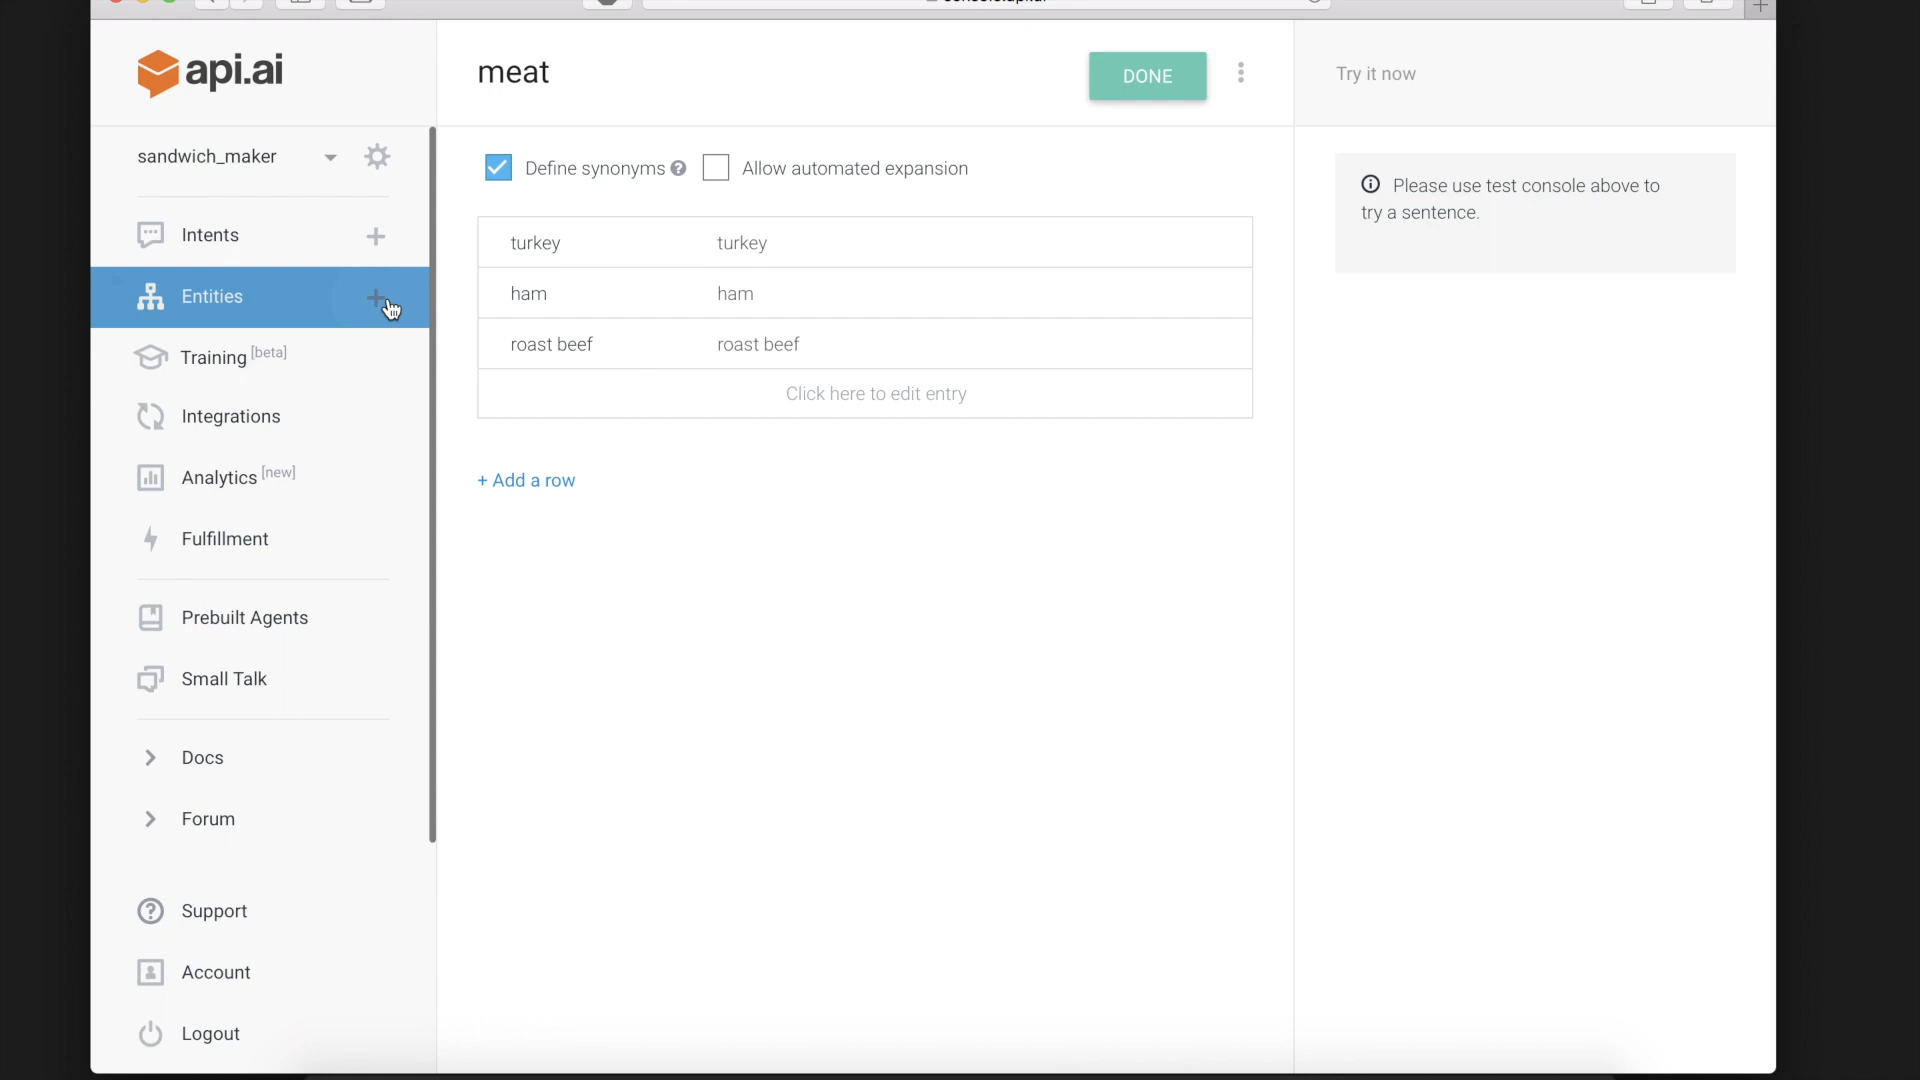 api.ai
meat
DONE
Try it now
sandwich_maker
Define synonyms
Allow automated expansion
Please use test console above to
try a sentence.
Intents
turkey turkey
Entities
ham ham
roast beef roast beef
Training [beta]
Click here to edit entry
Integrations
Analytics [new]
+ Add a row
Fulfillment
Prebuilt Agents
Small Talk
Docs
Forum
Support
Account
Logout